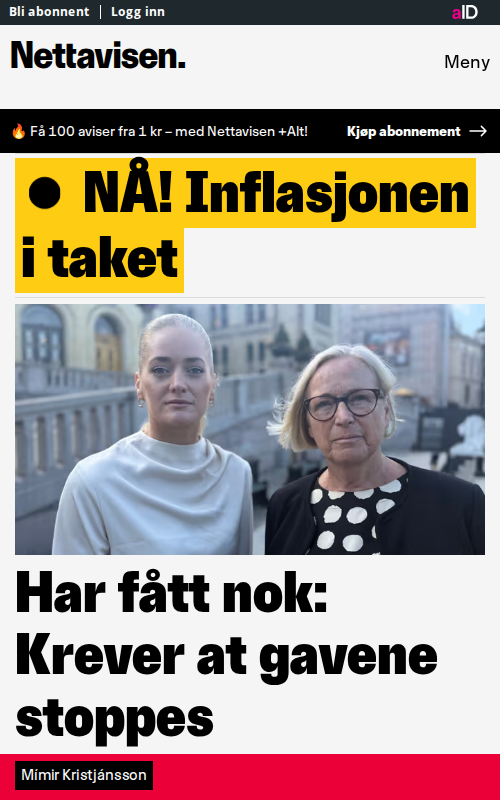 Bli abonnent
Logg inn
aID
Nettavisen.
Meny
🔥 Få 100 aviser fra 1 kr – med Nettavisen +Alt!
Kjøp abonnement →
● NÅ! Inflasjonen
i taket
Har fått nok:
Krever at gavene
stoppes
Mímir Kristjánsson